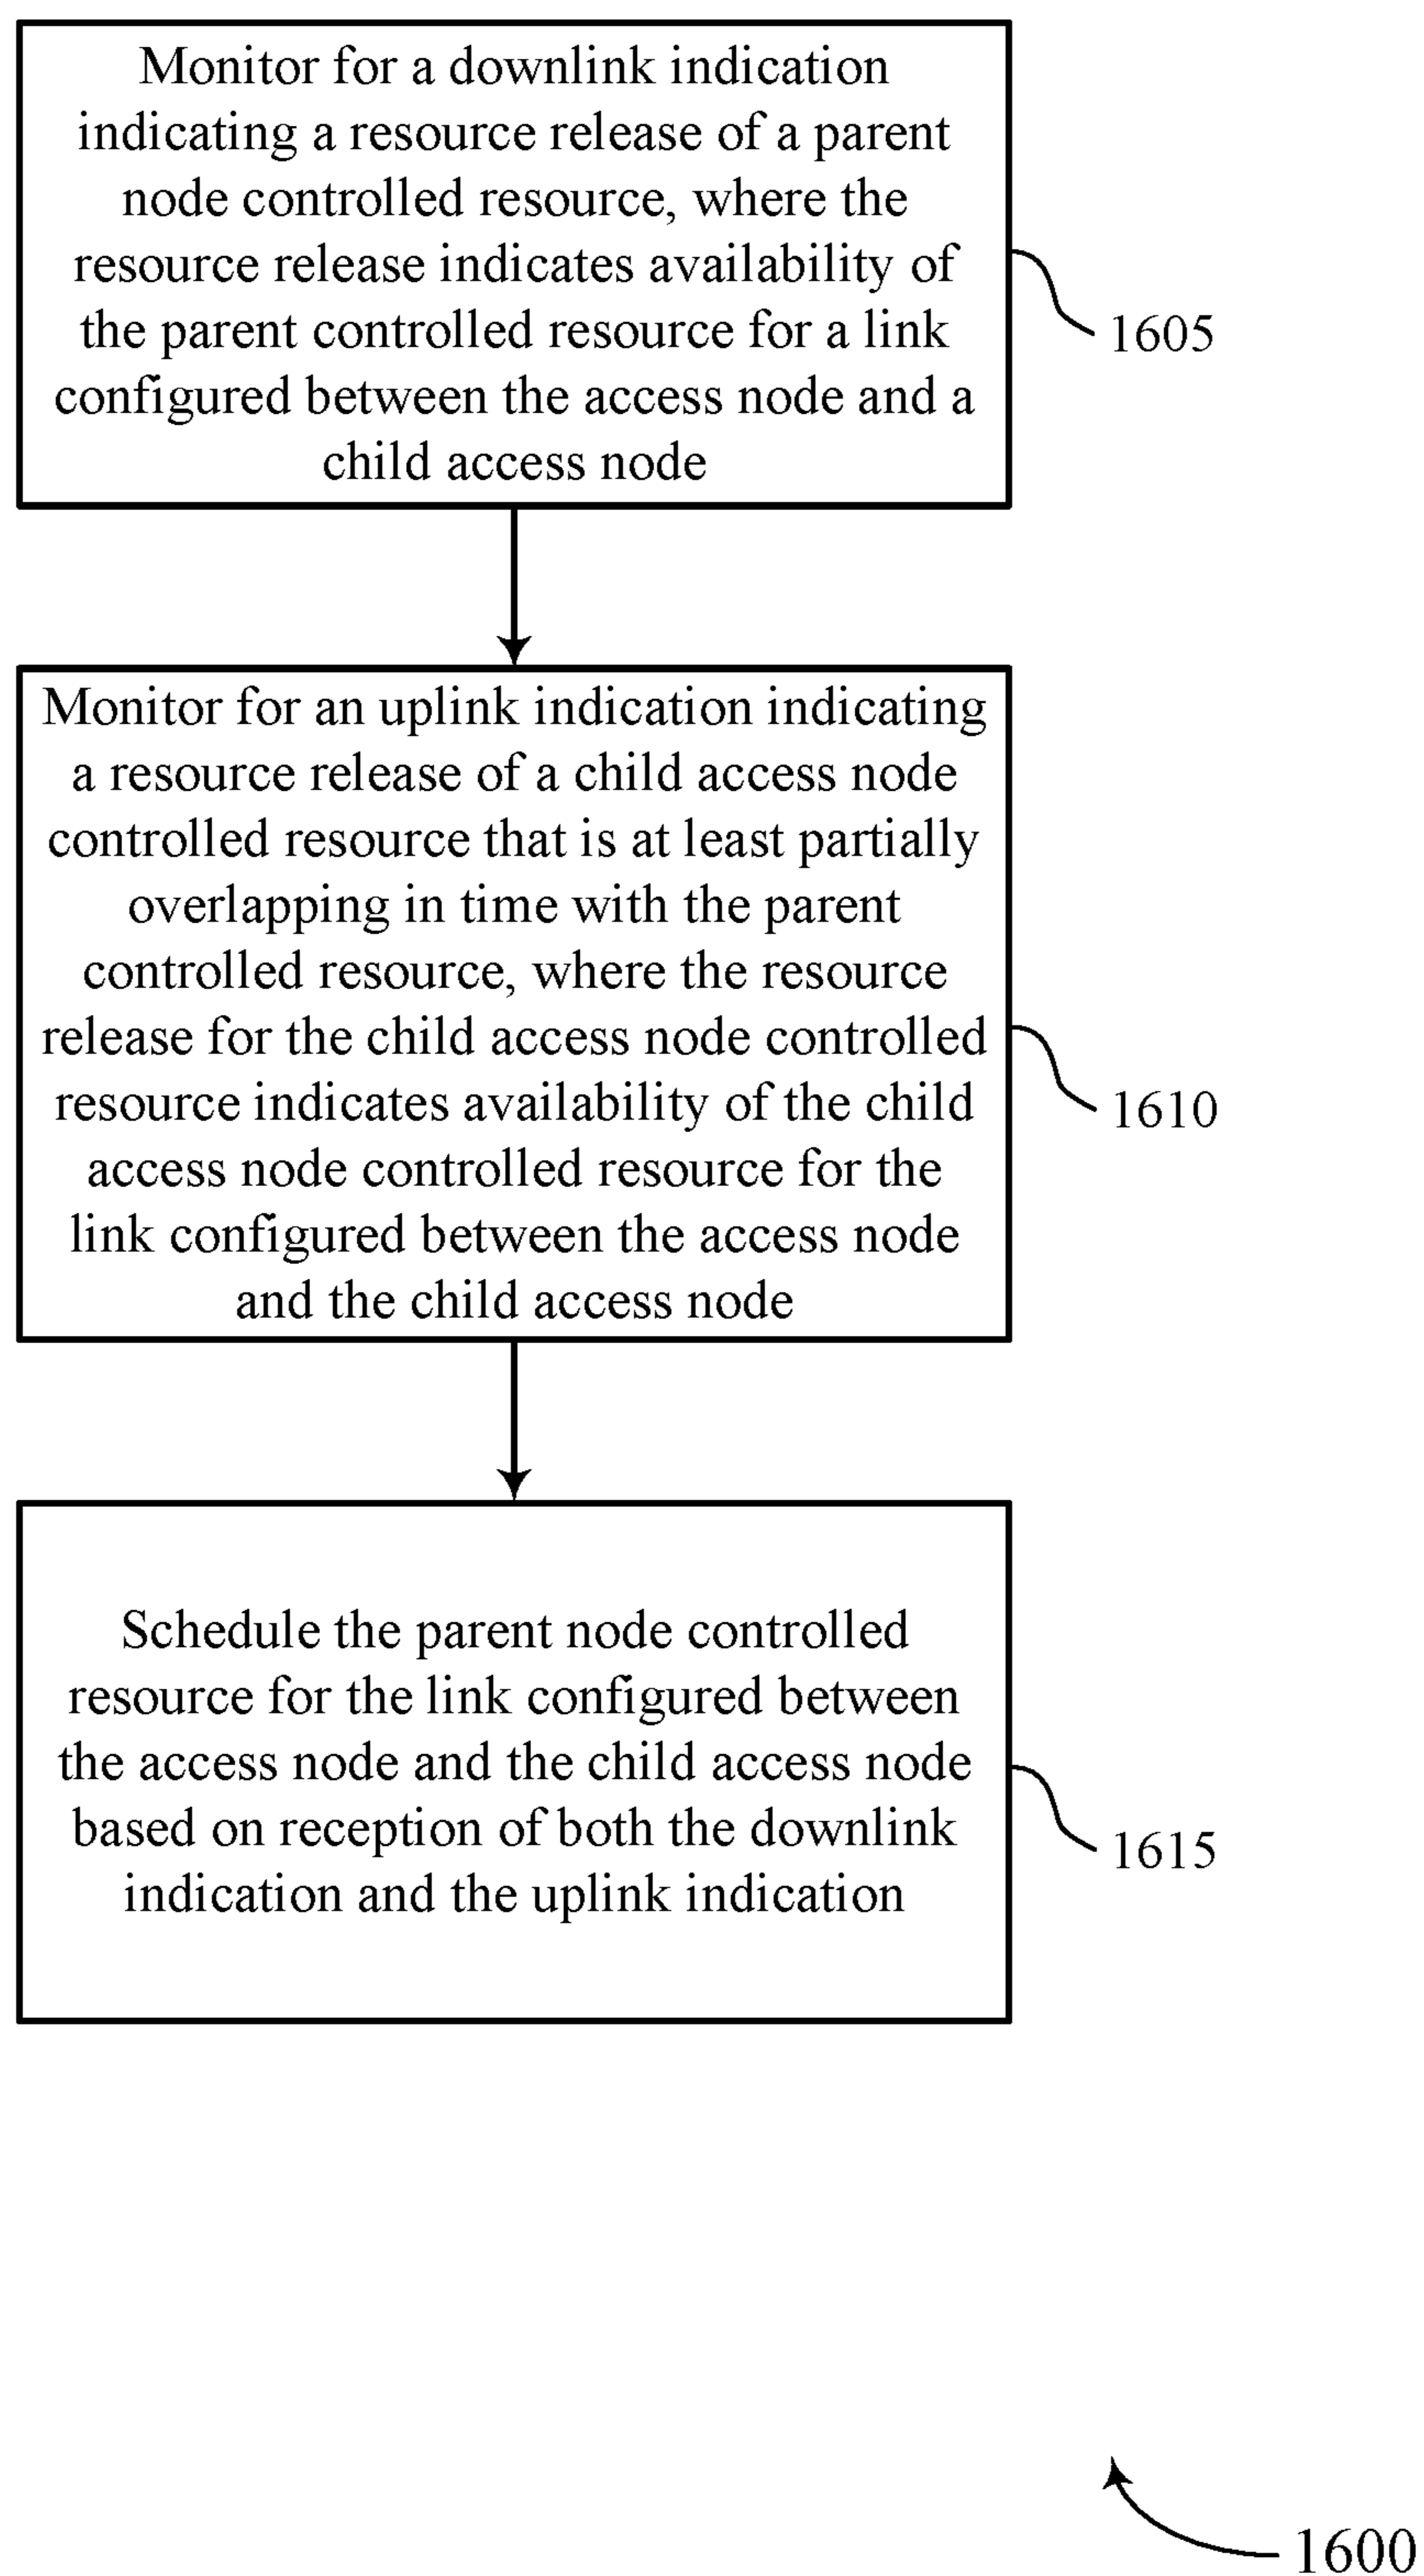 Monitor for a downlink indication
indicating a resource release of a parent
node controlled resource, where the
resource release indicates availability of
the parent controlled resource for a link
configured between the access node and a
child access node
1605
Monitor for an uplink indication indicating
a resource release of a child access node
controlled resource that is at least partially
overlapping in time with the parent
controlled resource, where the resource
release for the child access node controlled
resource indicates availability of the child
access node controlled resource for the
link configured between the access node
and the child access node
1610
Schedule the parent node controlled
resource for the link configured between
the access node and the child access node
based on reception of both the downlink
indication and the uplink indication
1615
1600